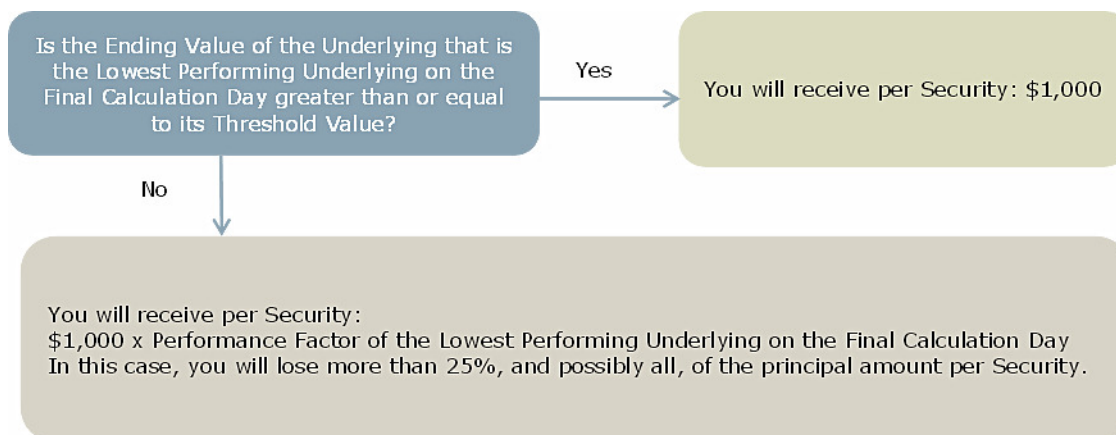 Is the Ending Value of the Underlying that is
the Lowest Performing Underlying on the
Final Calculation Day greater than or equal
to its Threshold Value?
Yes
You will receive per Security: $1,000
No
You will receive per Security:
$1,000 x Performance Factor of the Lowest Performing Underlying on the Final Calculation Day
In this case, you will lose more than 25%, and possibly all, of the principal amount per Security.